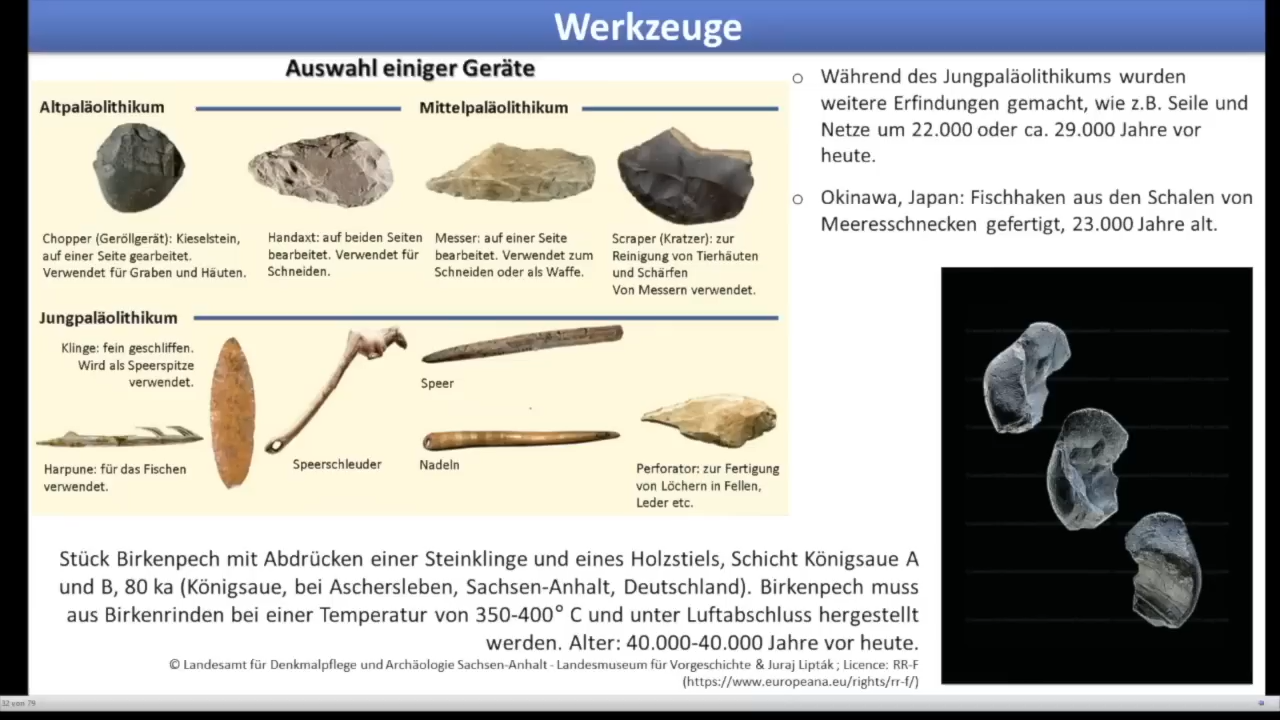 Werkzeuge
Auswahl einiger Geräte
Altpaläolithikum
Mittelpaläolithikum
Chopper (Geröllgerät): Kieselstein,
auf einer Seite gearbeitet.
Verwendet für Graben und Häuten.
Handaxt: auf beiden Seiten
bearbeitet. Verwendet für
Schneiden.
Messer: auf einer Seite
bearbeitet. Verwendet zum
Schneiden oder als Waffe.
Scraper (Kratzer): zur
Reinigung von Tierhäuten
und Schärfen
Von Messern verwendet.
Jungpaläolithikum
Klinge: fein geschliffen.
Wird als Speerspitze
verwendet.
Harpune: für das Fischen
verwendet.
Speerschleuder
Speer
Nadeln
Perforator: zur Fertigung
von Löchern in Fellen,
Leder etc.
○ Während des Jungpaläolithikums wurden
weitere Erfindungen gemacht, wie z.B. Seile und
Netze um 22.000 oder ca. 29.000 Jahre vor
heute.
○ Okinawa, Japan: Fischhaken aus den Schalen von
Meeresschnecken gefertigt, 23.000 Jahre alt.
Stück Birkenpech mit Abdrücken einer Steinklinge und eines Holzstiels, Schicht Königsaue A
und B, 80 ka (Königsaue, bei Aschersleben, Sachsen-Anhalt, Deutschland). Birkenpech muss
aus Birkenrinden bei einer Temperatur von 350-400° C und unter Luftabschluss hergestellt
werden. Alter: 40.000-40.000 Jahre vor heute.
© Landesamt für Denkmalpflege und Archäologie Sachsen-Anhalt - Landesmuseum für Vorgeschichte & Juraj Lipták ; Licence: RR-F
(https://www.europeana.eu/rights/rr-f/)
32 von 79